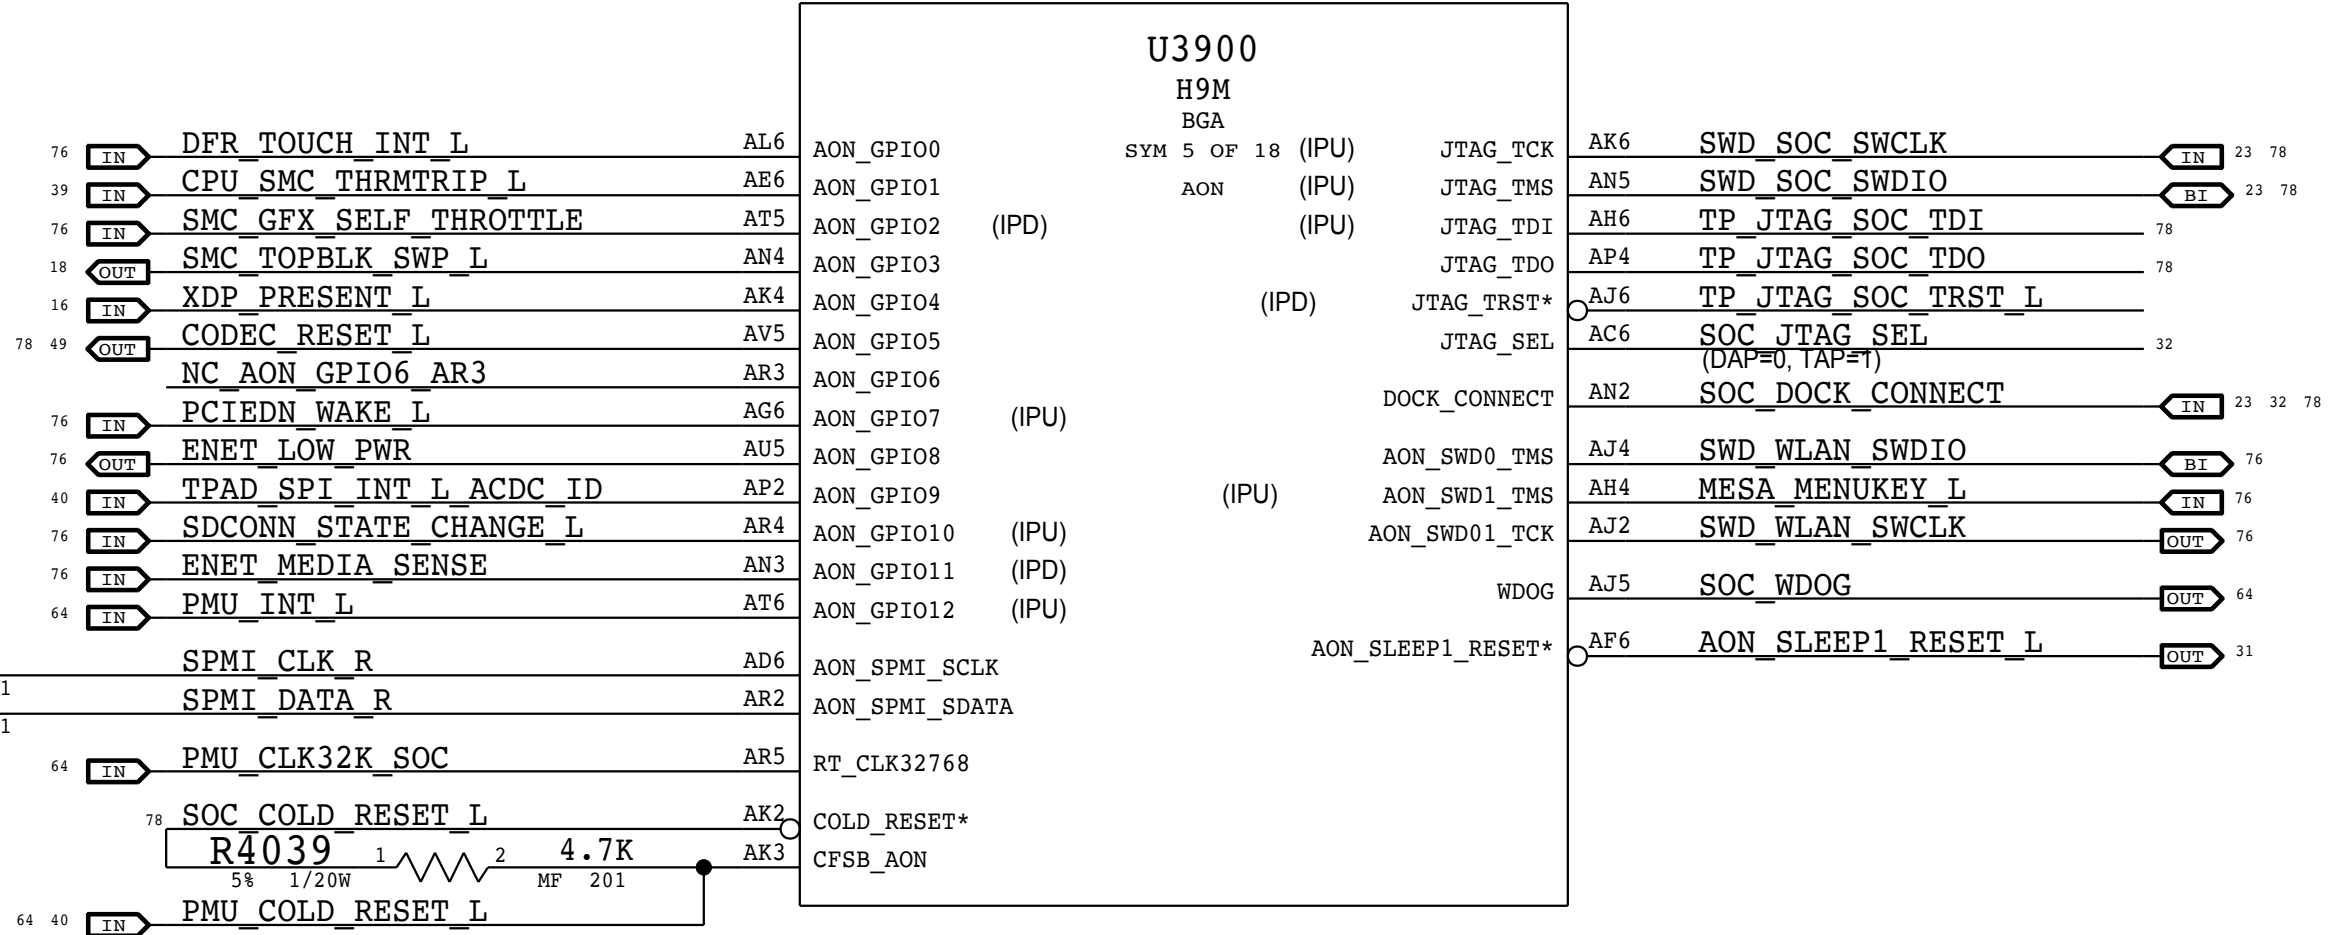 U3900
H9M
BGA
SYM 5 OF 18
AON
76 IN DFR_TOUCH_INT_L AL6 AON_GPIO0 (IPU) JTAG_TCK AK6 SWD_SOC_SWCLK IN 23 78
39 IN CPU_SMC_THRMTRIP_L AE6 AON_GPIO1 (IPU) JTAG_TMS AN5 SWD_SOC_SWDIO BI 23 78
76 IN SMC_GFX_SELF_THROTTLE AT5 AON_GPIO2 (IPD) (IPU) JTAG_TDI AH6 TP_JTAG_SOC_TDI 78
18 OUT SMC_TOPBLK_SWP_L AN4 AON_GPIO3 JTAG_TDO AP4 TP_JTAG_SOC_TDO 78
16 IN XDP_PRESENT_L AK4 AON_GPIO4 (IPD) JTAG_TRST* AJ6 TP_JTAG_SOC_TRST_L
78 49 OUT CODEC_RESET_L AV5 AON_GPIO5 JTAG_SEL AC6 SOC_JTAG_SEL 32
(DAP=0, TAP=1)
NC_AON_GPIO6_AR3 AR3 AON_GPIO6
DOCK_CONNECT AN2 SOC_DOCK_CONNECT IN 23 32 78
76 IN PCIEDN_WAKE_L AG6 AON_GPIO7 (IPU)
76 OUT ENET_LOW_PWR AU5 AON_GPIO8 AON_SWD0_TMS AJ4 SWD_WLAN_SWDIO BI 76
40 IN TPAD_SPI_INT_L_ACDC_ID AP2 AON_GPIO9 (IPU) AON_SWD1_TMS AH4 MESA_MENUKEY_L IN 76
76 IN SDCONN_STATE_CHANGE_L AR4 AON_GPIO10 (IPU) AON_SWD01_TCK AJ2 SWD_WLAN_SWCLK OUT 76
76 IN ENET_MEDIA_SENSE AN3 AON_GPIO11 (IPD)
64 IN PMU_INT_L AT6 AON_GPIO12 (IPU) WDOG AJ5 SOC_WDOG OUT 64
AON_SLEEP1_RESET* AF6 AON_SLEEP1_RESET_L OUT 31
SPMI_CLK_R AD6 AON_SPMI_SCLK
1
SPMI_DATA_R AR2 AON_SPMI_SDATA
1
64 IN PMU_CLK32K_SOC AR5 RT_CLK32768
78 SOC_COLD_RESET_L AK2 COLD_RESET*
R4039 1 2 4.7K AK3 CFSB_AON
5% 1/20W MF 201
64 40 IN PMU_COLD_RESET_L